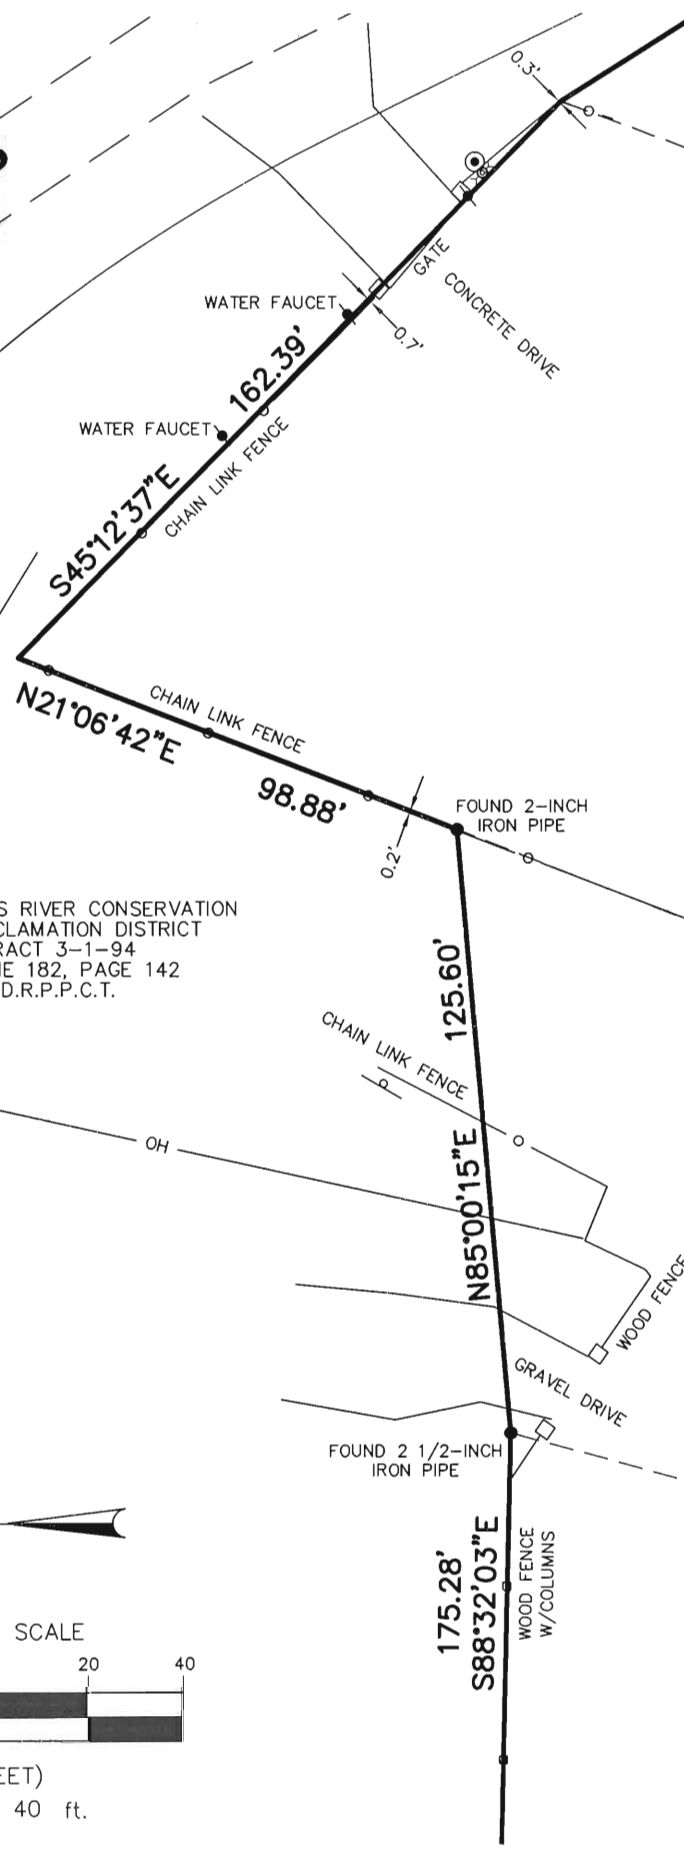 0.3'
GATE
CONCRETE DRIVE
WATER FAUCET
0.7'
162.39'
WATER FAUCET
CHAIN LINK FENCE
S45°12'37"E
CHAIN LINK FENCE
N21°06'42"E
98.88'
FOUND 2-INCH
IRON PIPE
0.2'
S RIVER CONSERVATION
CLAMATION DISTRICT
RACT 3-1-94
E 182, PAGE 142
D.R.P.P.C.T.
125.60'
CHAIN LINK FENCE
OH
N85°00'15"E
WOOD FENCE
GRAVEL DRIVE
FOUND 2 1/2-INCH
IRON PIPE
175.28'
S88°32'03"E
WOOD FENCE
W/COLUMNS
SCALE
20 40
EET)
40 ft.